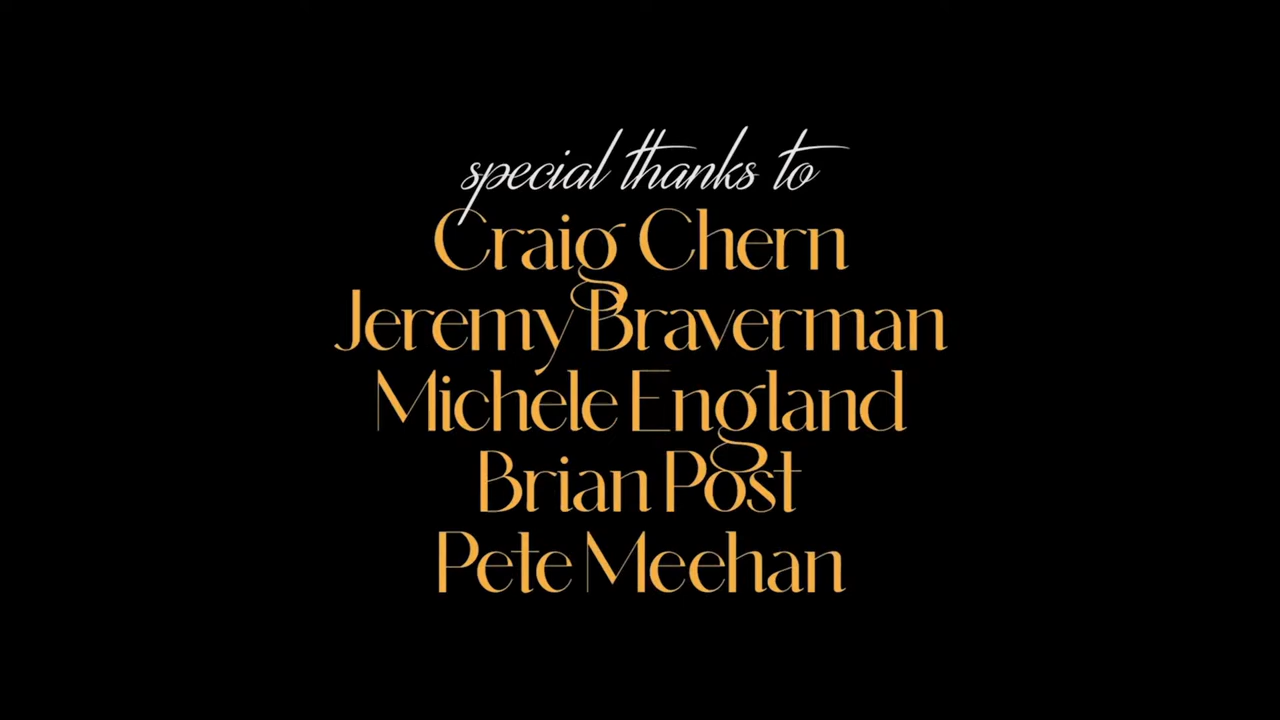 special thanks to
Craig Chern
Jeremy Braverman
Michele England
Brian Post
Pete Meehan